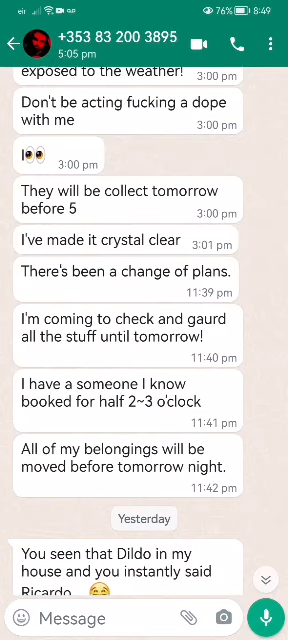 eir
76% 8:49
+353 83 200 3895
5:05 pm
exposed to the weather!
3:00 pm
Don't be acting fucking a dope
with me
3:00 pm
I👀
3:00 pm
They will be collect tomorrow
before 5
3:00 pm
I've made it crystal clear
3:01 pm
There's been a change of plans.
11:39 pm
I'm coming to check and gaurd
all the stuff until tomorrow!
11:40 pm
I have a someone I know
booked for half 2~3 o'clock
11:41 pm
All of my belongings will be
moved before tomorrow night.
11:42 pm
Yesterday
You seen that Dildo in my
house and you instantly said
Ricardo
Message